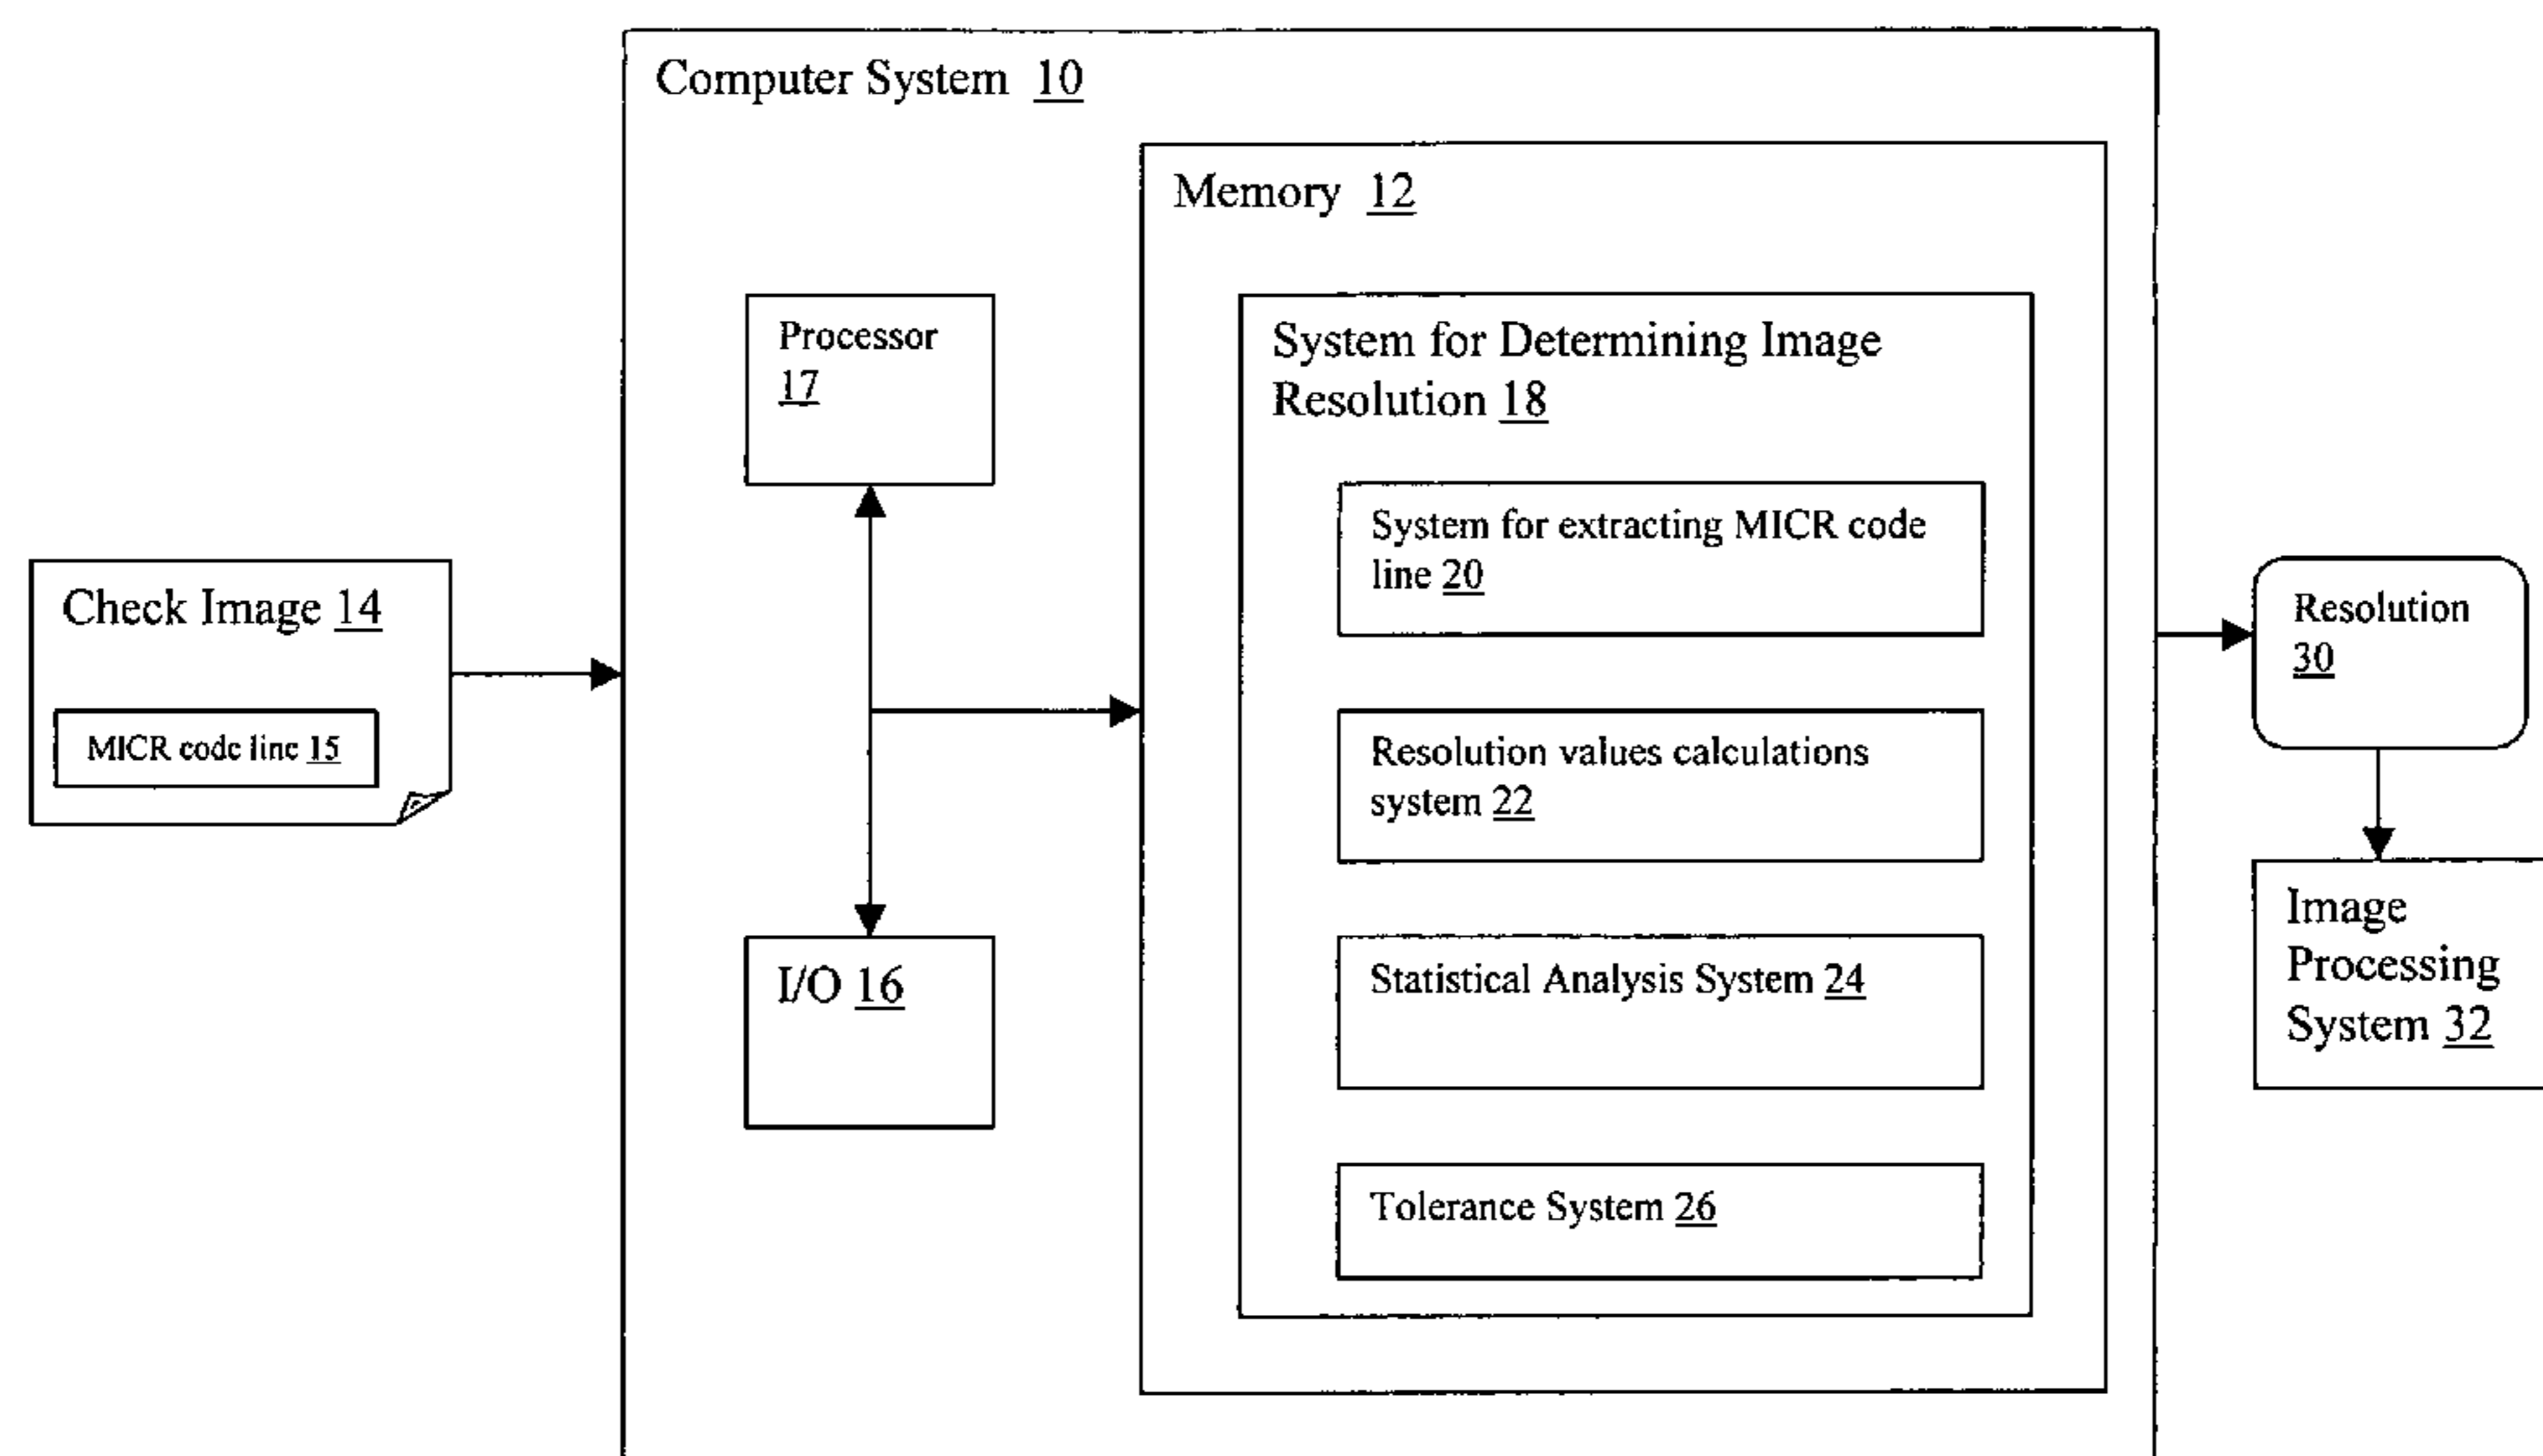 Computer System 10
Memory 12
Processor
17
System for Determining Image
Resolution 18
System for extracting MICR code
line 20
Check Image 14
MICR code line 15
Resolution
30
Resolution values calculations
system 22
I/O 16
Statistical Analysis System 24
Image
Processing
System 32
Tolerance System 26